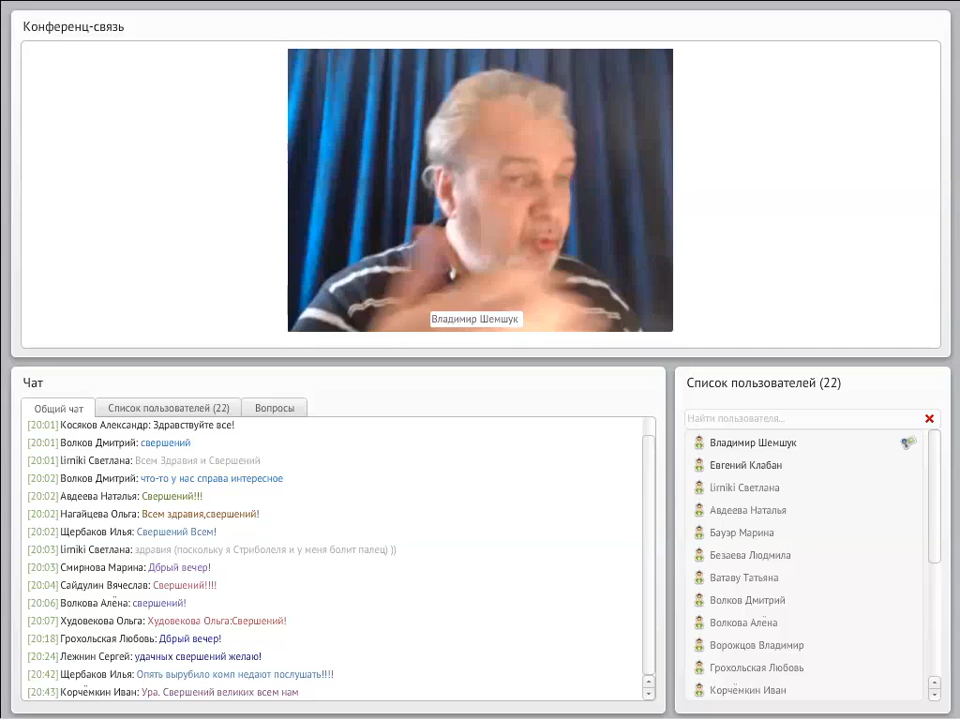 Конференц-связь
Владимир Шемшук
Чат
Общий чат
Список пользователей (22)
Вопросы
[20:01] Косяков Александр: Здравствуйте все!
[20:01] Волков Дмитрий: свершений
[20:01] lirniki Светлана: Всем Здравия и Свершений
[20:02] Волков Дмитрий: что-то у нас справа интересное
[20:02] Авдеева Наталья: Свершений!!!
[20:02] Нагайцева Ольга: Всем здравия,свершений!
[20:02] Щербаков Илья: Свершений Всем!
[20:03] lirniki Светлана: здравия (поскольку я Стриболеля и у меня болит палец) ))
[20:03] Смирнова Марина: Дбрый вечер!
[20:04] Сайдулин Вячеслав: Свершений!!!!
[20:06] Волкова Алёна: свершений!
[20:07] Худовекова Ольга: Худовекова Ольга:Свершений!
[20:18] Грохольская Любовь: Дбрый вечер!
[20:24] Лежнин Сергей: удачных свершений желаю!
[20:42] Щербаков Илья: Опять вырубило комп недают послушать!!!!
[20:43] Корчёмкин Иван: Ура. Свершений великих всем нам
Список пользователей (22)
Найти пользователя...
Владимир Шемшук
Евгений Клабан
lirniki Светлана
Авдеева Наталья
Бауэр Марина
Безаева Людмила
Ватаву Татьяна
Волков Дмитрий
Волкова Алёна
Ворожцов Владимир
Грохольская Любовь
Корчёмкин Иван